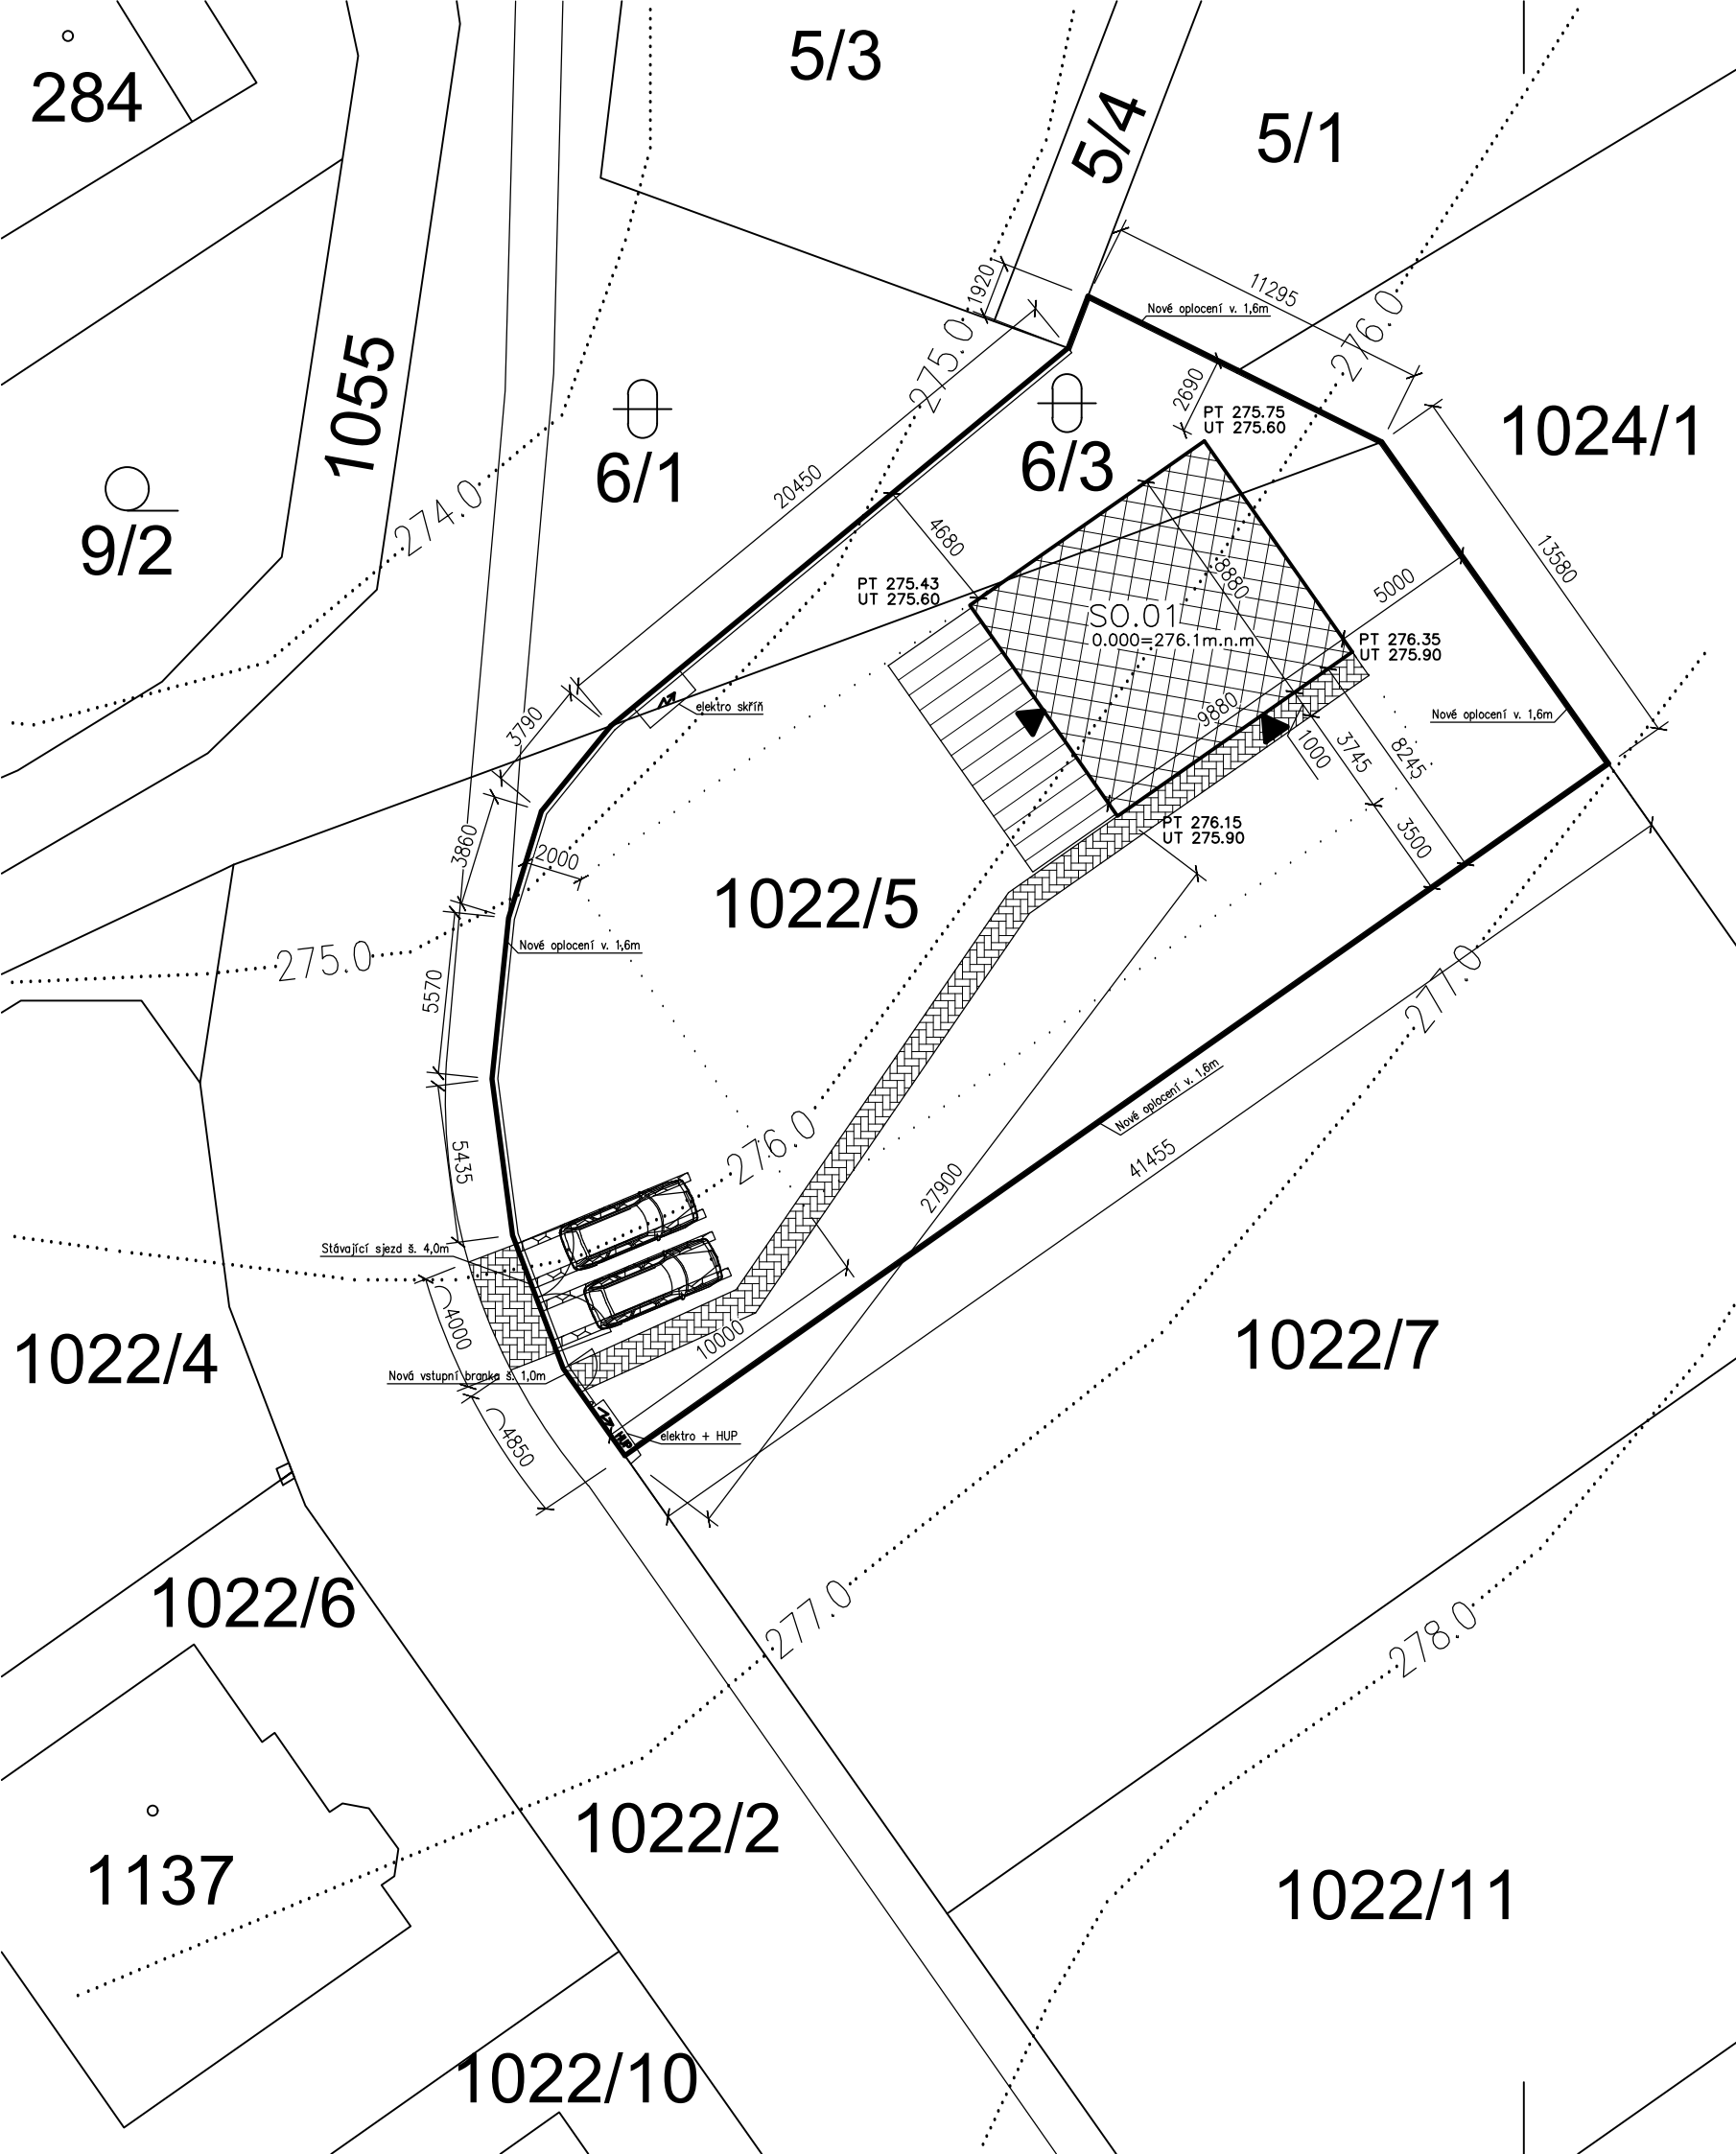 5/3
284
5/4
5/1
1920
11295
Nové oplocení v. 1,6m
276.0
275.0
1055
2690
PT 275.75
UT 275.60
1024/1
6/1
6/3
20450
274.0
9/2
4680
13580
8880
5000
PT 275.43
UT 275.60
SO.01
0.000=276.1m.n.m
PT 276.35
UT 275.90
elektro skříň
3790
9880
Nové oplocení v. 1,6m
1000
3745
8245
PT 276.15
UT 275.90
3500
3860
2000
1022/5
Nové oplocení v. 1,6m
275.0
277.0
5570
Nové oplocení v. 1,6m
276.0
5435
41455
27900
Stávající sjezd š. 4,0m
4000
10000
1022/4
1022/7
Nová vstupní branka š. 1,0m
elektro + HUP
HUP
4850
1022/6
277.0
278.0
1022/2
1137
1022/11
1022/10